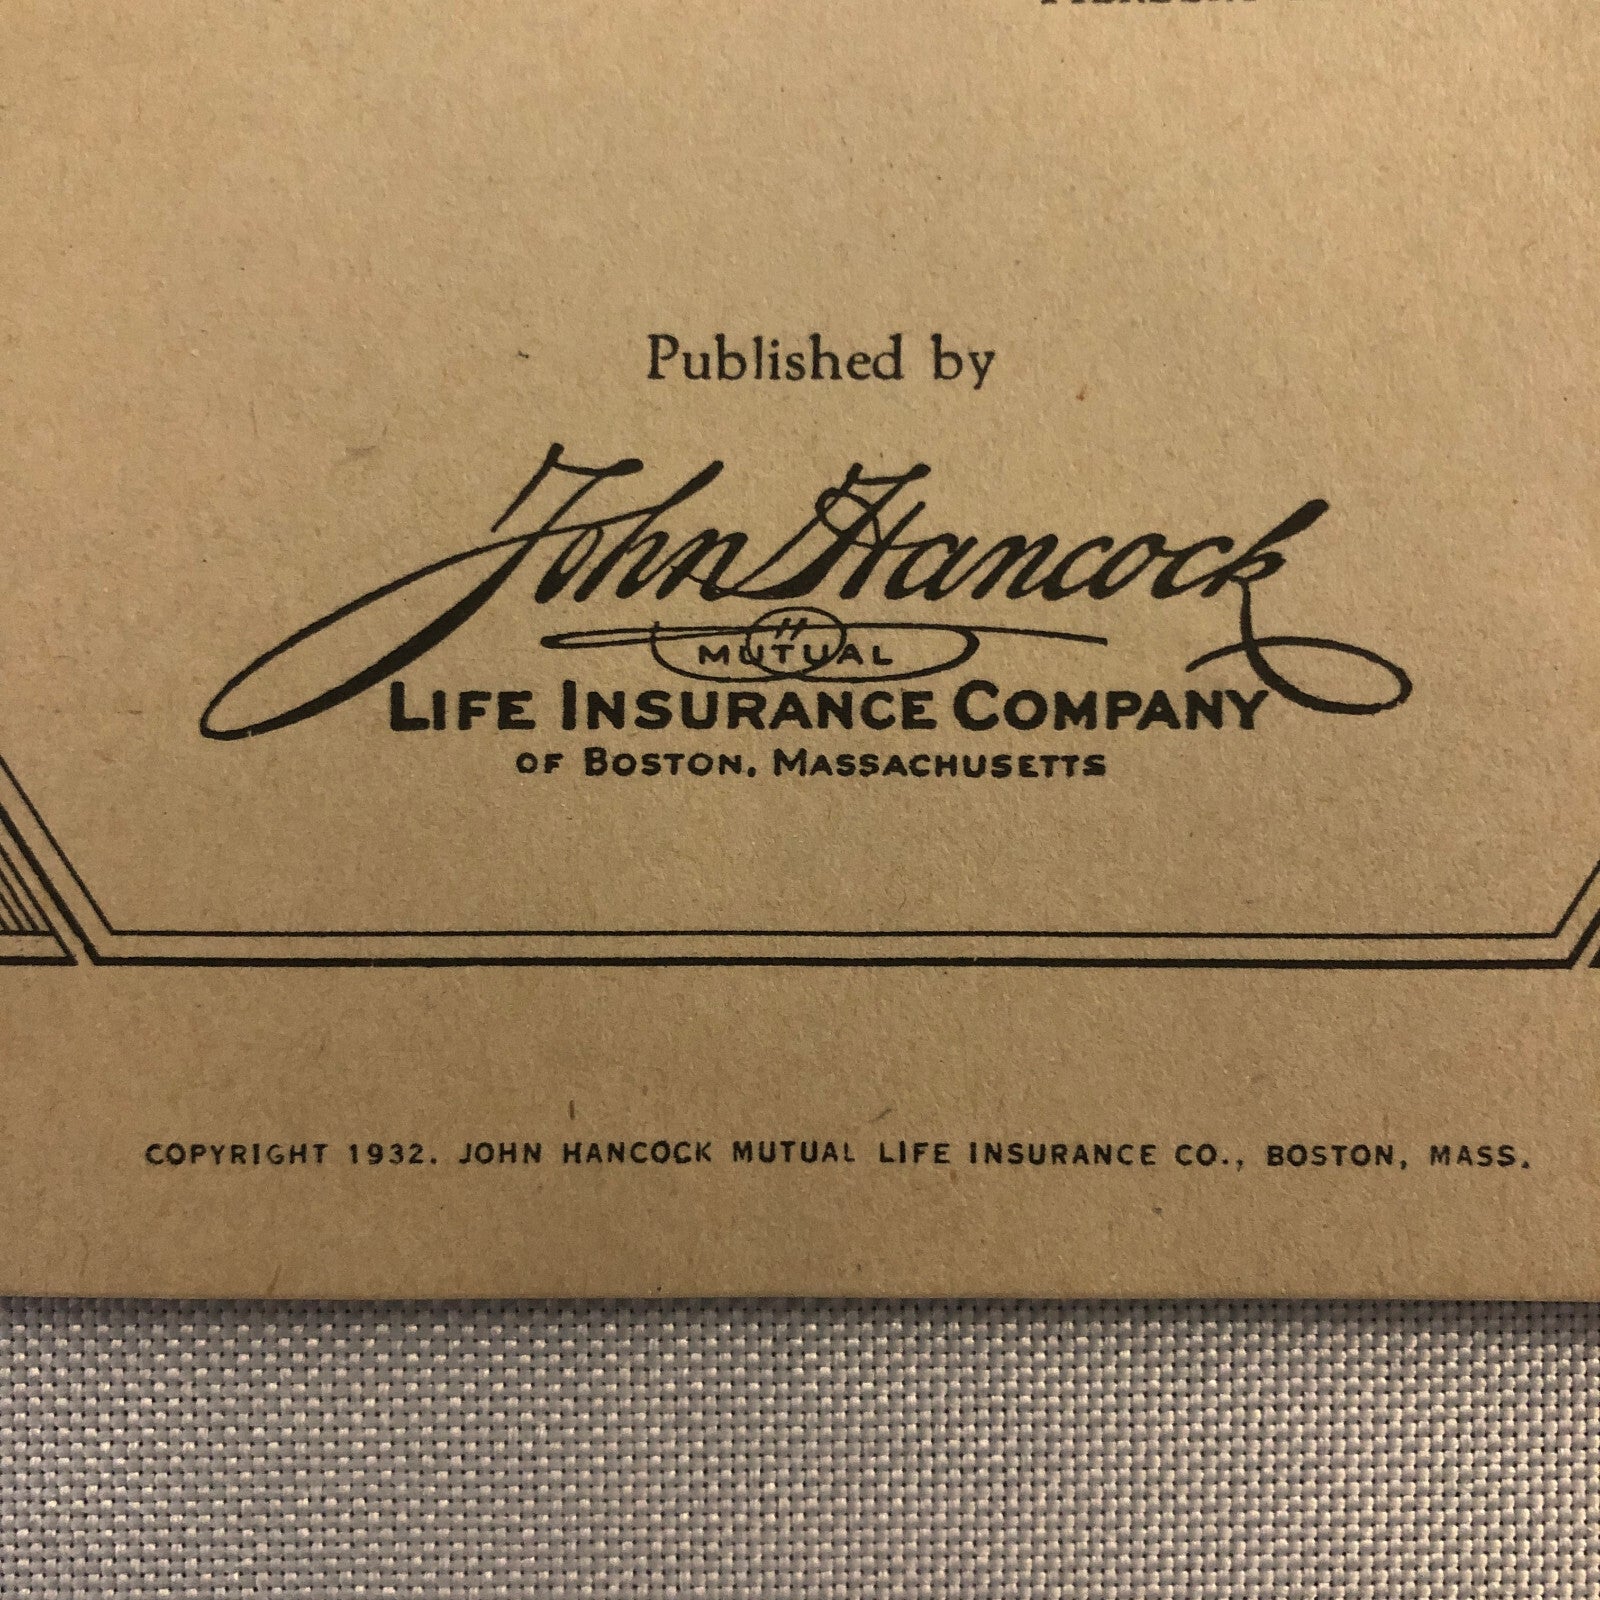 Published by
John Hancock
MUTUAL
LIFE INSURANCE COMPANY
OF BOSTON, MASSACHUSETTS
COPYRIGHT 1932. JOHN HANCOCK MUTUAL LIFE INSURANCE CO., BOSTON, MASS.